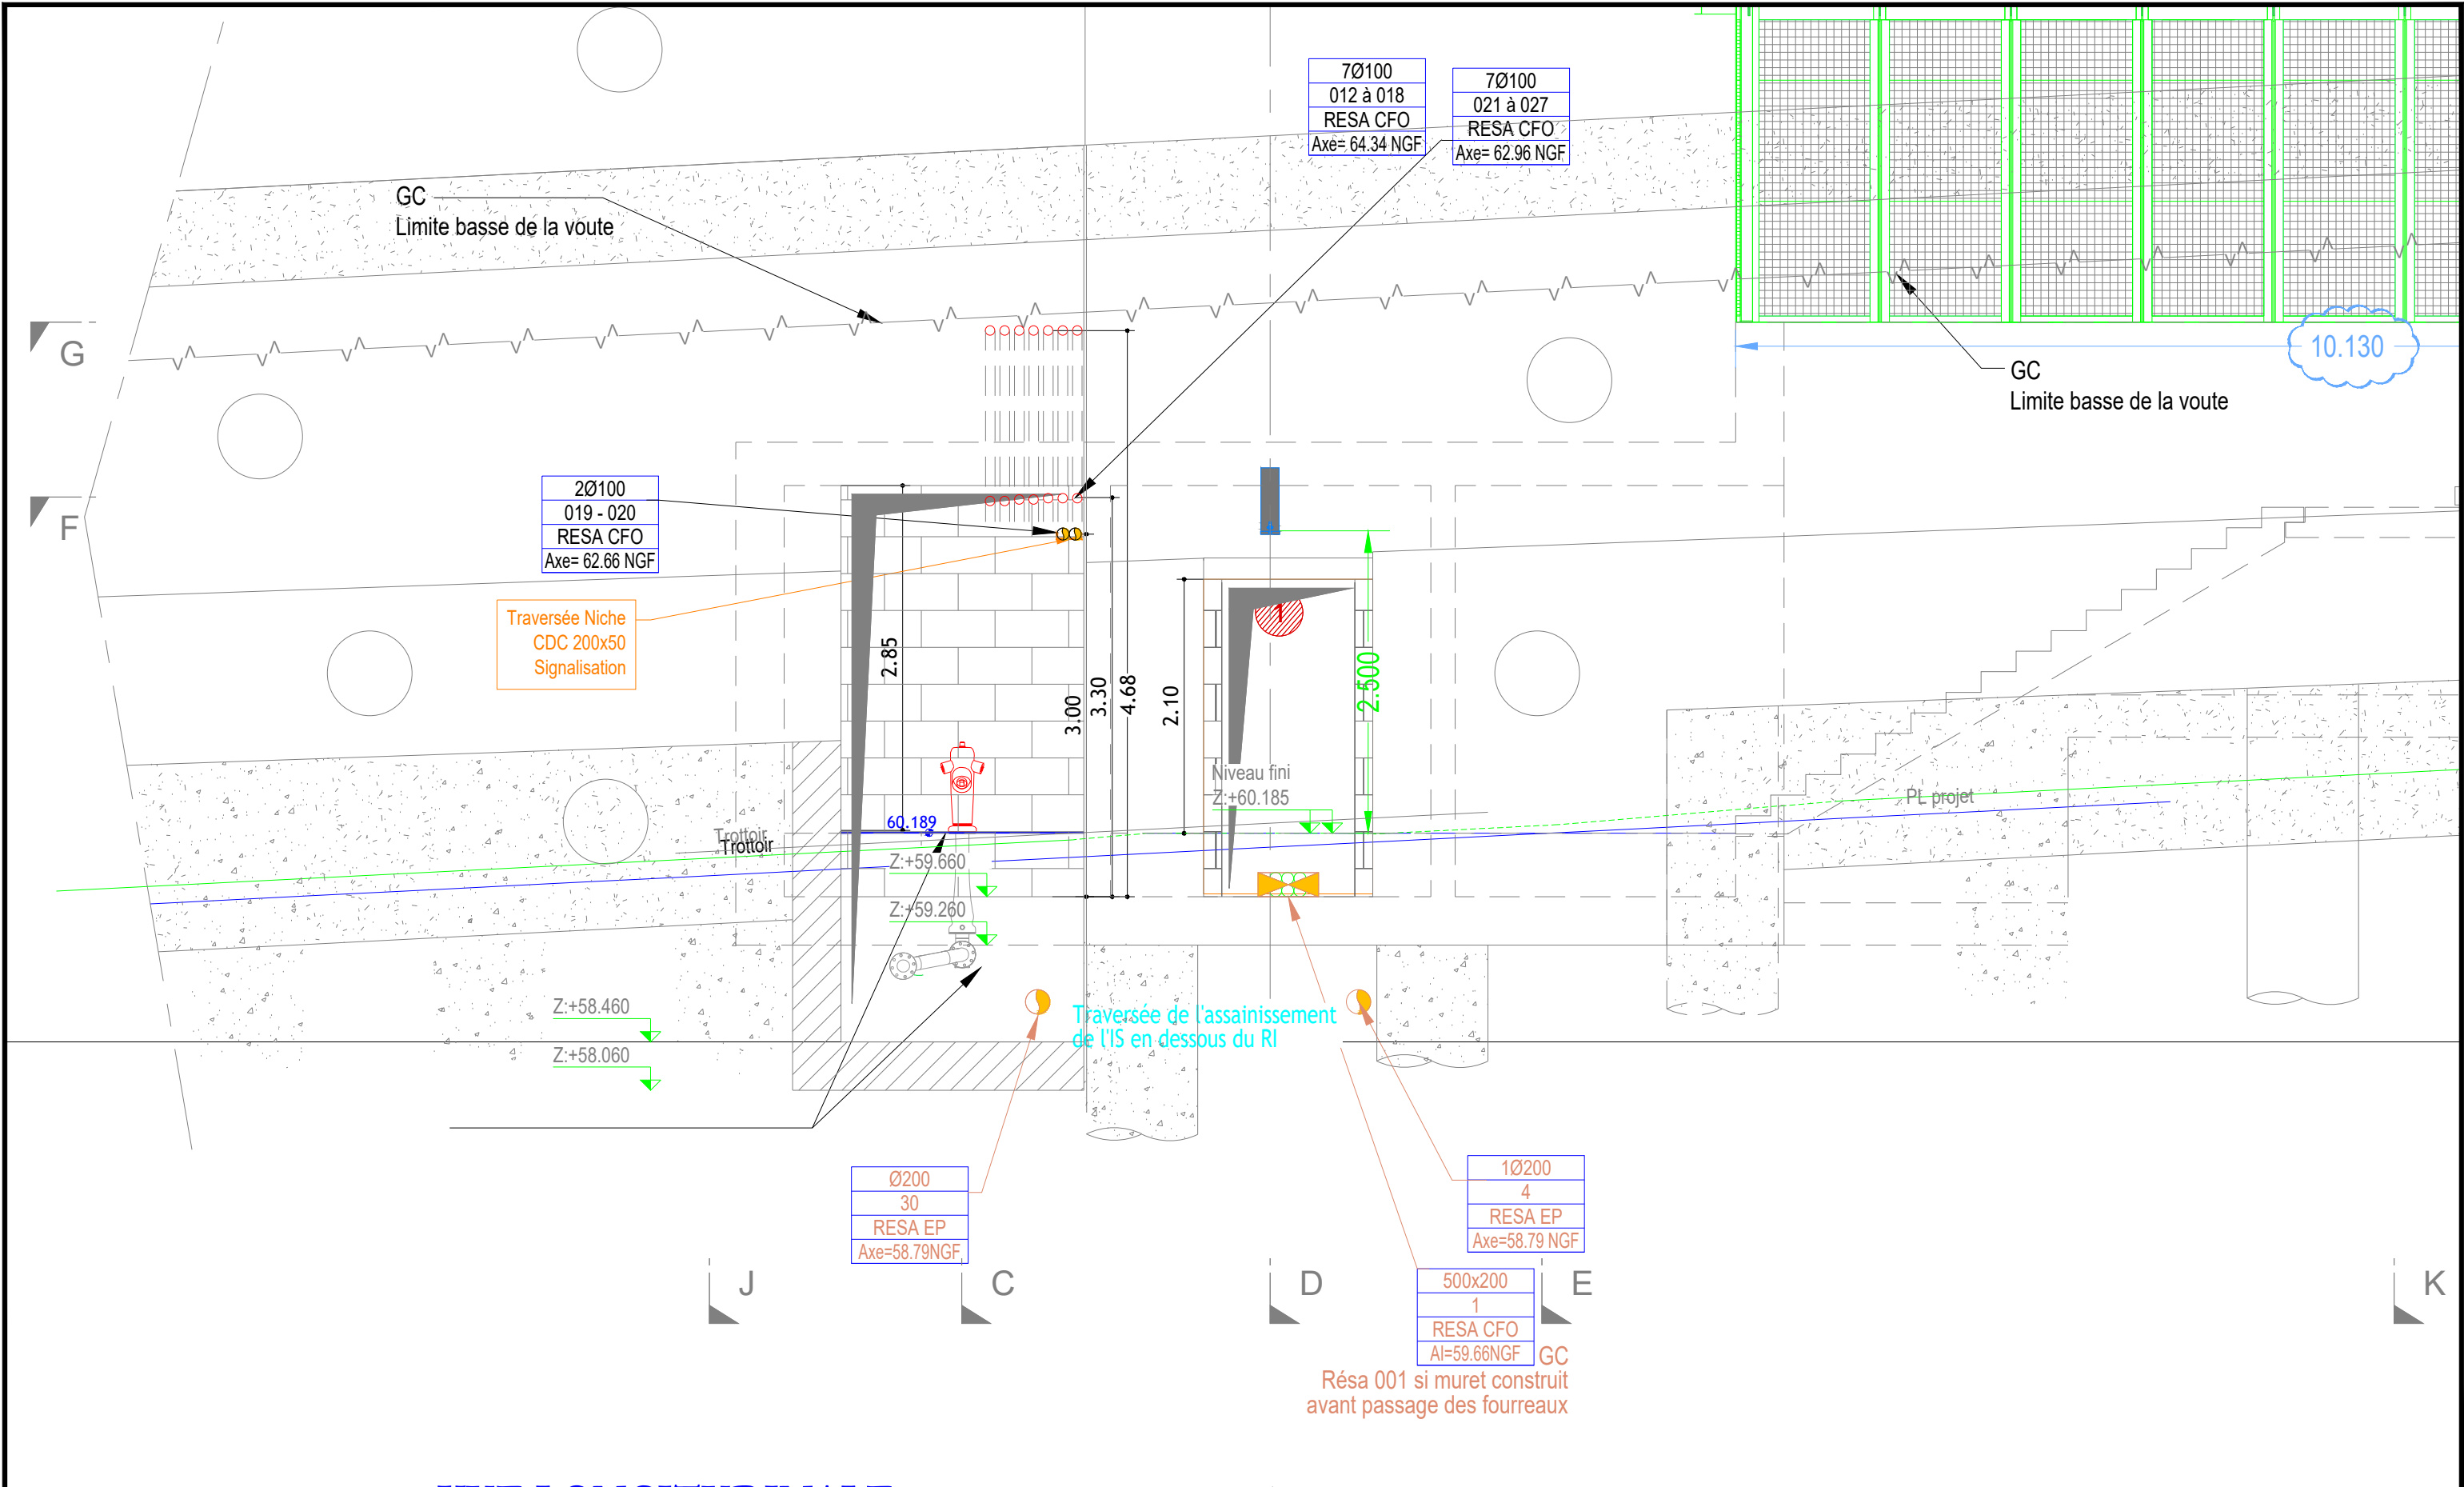 7Ø100
012 à 018
RESA CFO
Axe= 64.34 NGF
7Ø100
021 à 027
RESA CFO
Axe= 62.96 NGF
GC
Limite basse de la voute
G
10.130
GC
Limite basse de la voute
F
2Ø100
019 - 020
RESA CFO
Axe= 62.66 NGF
Traversée Niche
CDC 200x50
Signalisation
2.85
3.00
3.30
4.68
2.10
1
2.500
Niveau fini
Z:+60.185
PL projet
60.189
Trottoir
Trottoir
Z:+59.660
Z:+59.260
Z:+58.460
Z:+58.060
Traversée de l'assainissement
de l'IS en dessous du RI
Ø200
30
RESA EP
Axe=58.79NGF
1Ø200
4
RESA EP
Axe=58.79 NGF
J
C
D
E
K
500x200
1
RESA CFO
AI=59.66NGF
GC
Résa 001 si muret construit
avant passage des fourreaux